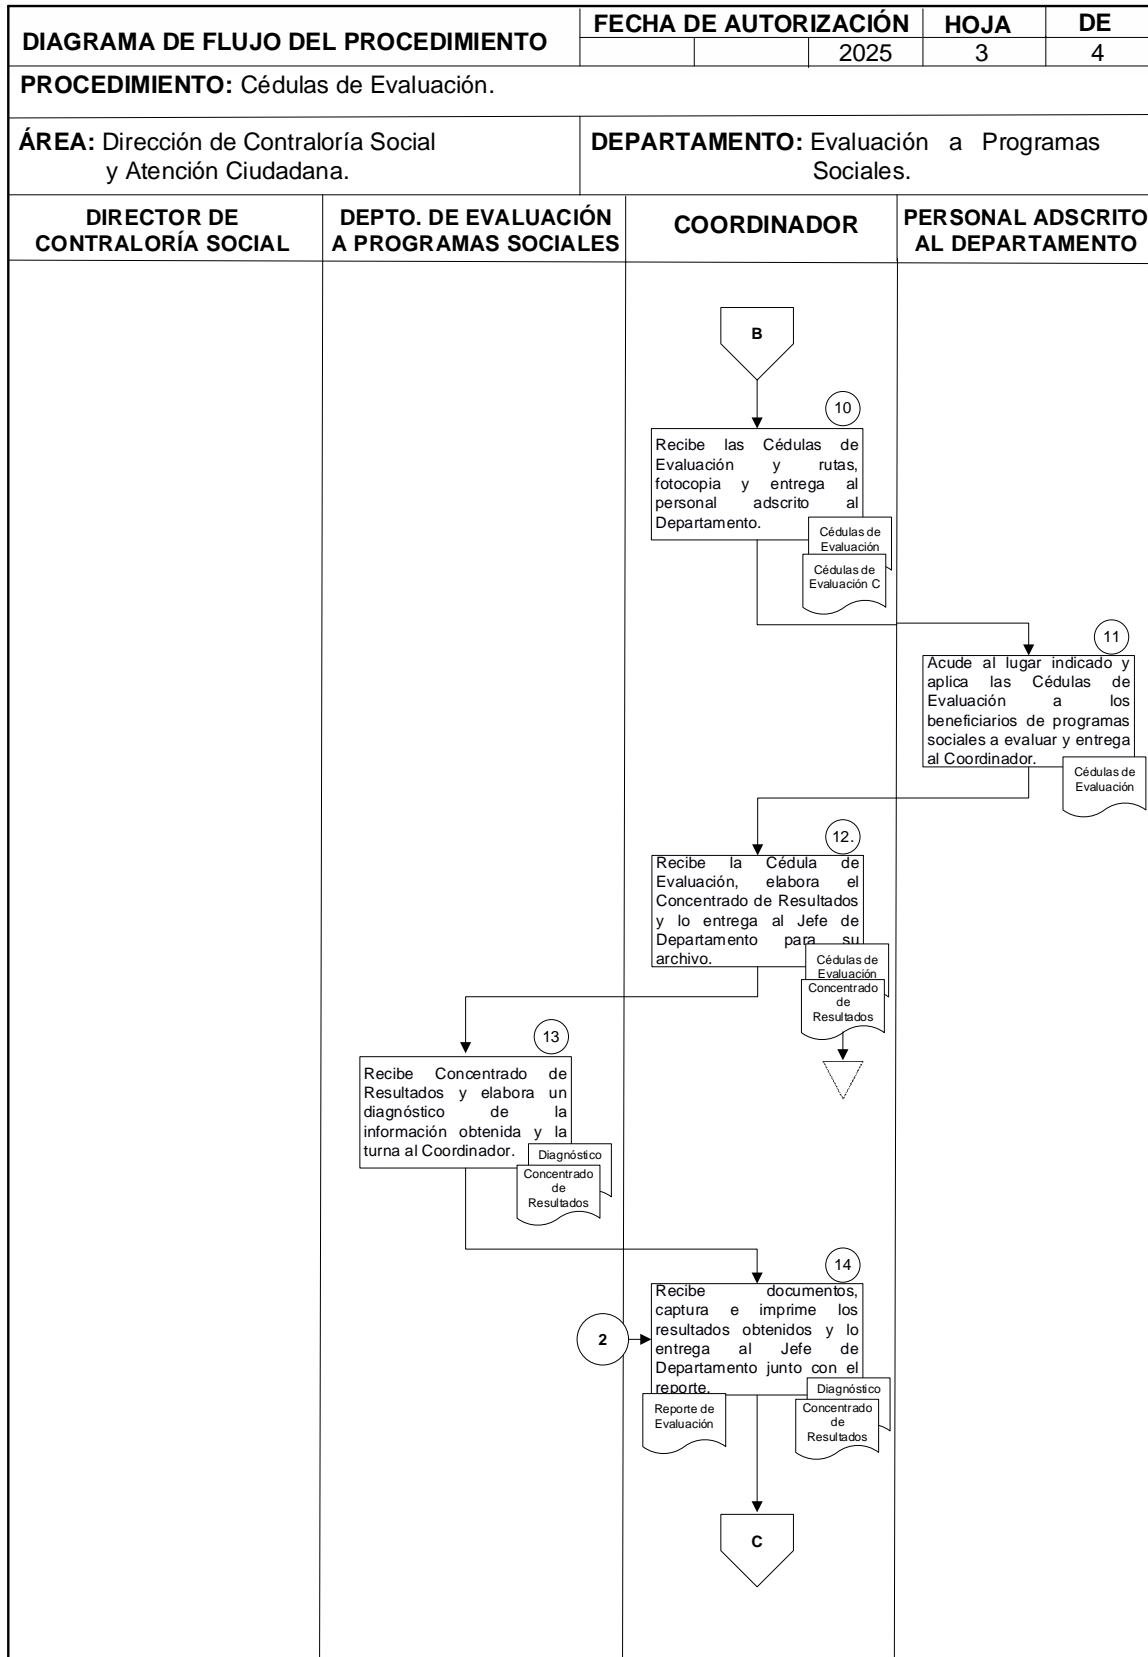 DIAGRAMA DE FLUJO DEL PROCEDIMIENTO
FECHA DE AUTORIZACIÓN
HOJA
DE
2025
3
4
PROCEDIMIENTO: Cédulas de Evaluación.
ÁREA: Dirección de Contraloría Social
y Atención Ciudadana.
DEPARTAMENTO: Evaluación a Programas
Sociales.
DIRECTOR DE
CONTRALORÍA SOCIAL
DEPTO. DE EVALUACIÓN
A PROGRAMAS SOCIALES
COORDINADOR
PERSONAL ADSCRITO
AL DEPARTAMENTO
B
10
Recibe las Cédulas de
Evaluación y rutas,
fotocopia y entrega al
personal adscrito al
Departamento.
Cédulas de
Evaluación
Cédulas de
Evaluación C
11
Acude al lugar indicado y
aplica las Cédulas de
Evaluación a los
beneficiarios de programas
sociales a evaluar y entrega
al Coordinador.
Cédulas de
Evaluación
12.
Recibe la Cédula de
Evaluación, elabora el
Concentrado de Resultados
y lo entrega al Jefe de
Departamento para su
archivo.
Cédulas de
Evaluación
Concentrado
de
Resultados
13
Recibe Concentrado de
Resultados y elabora un
diagnóstico de la
información obtenida y la
turna al Coordinador.
Diagnóstico
Concentrado
de
Resultados
14
Recibe documentos,
captura e imprime los
resultados obtenidos y lo
entrega al Jefe de
Departamento junto con el
reporte.
2
Reporte de
Evaluación
Diagnóstico
Concentrado
de
Resultados
C